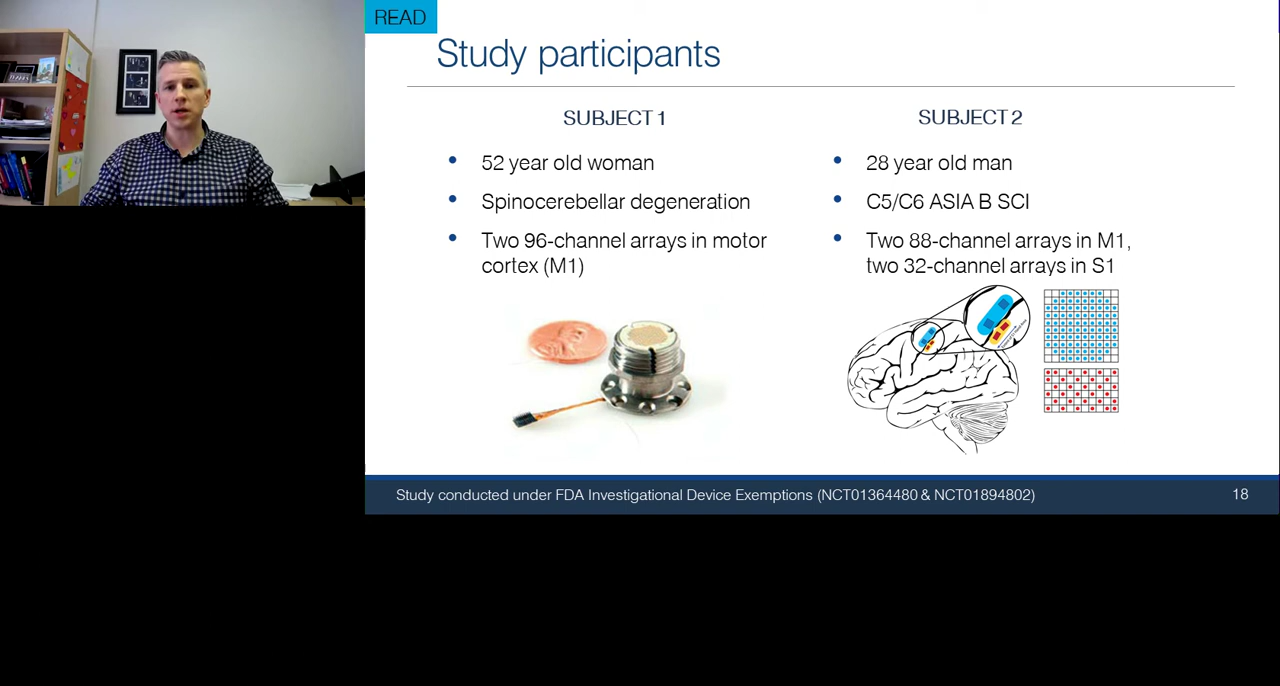 READ
Study participants
SUBJECT 1
• 52 year old woman
• Spinocerebellar degeneration
• Two 96-channel arrays in motor
cortex (M1)
SUBJECT 2
• 28 year old man
• C5/C6 ASIA B SCI
• Two 88-channel arrays in M1,
two 32-channel arrays in S1
Study conducted under FDA Investigational Device Exemptions (NCT01364480 & NCT01894802)
18